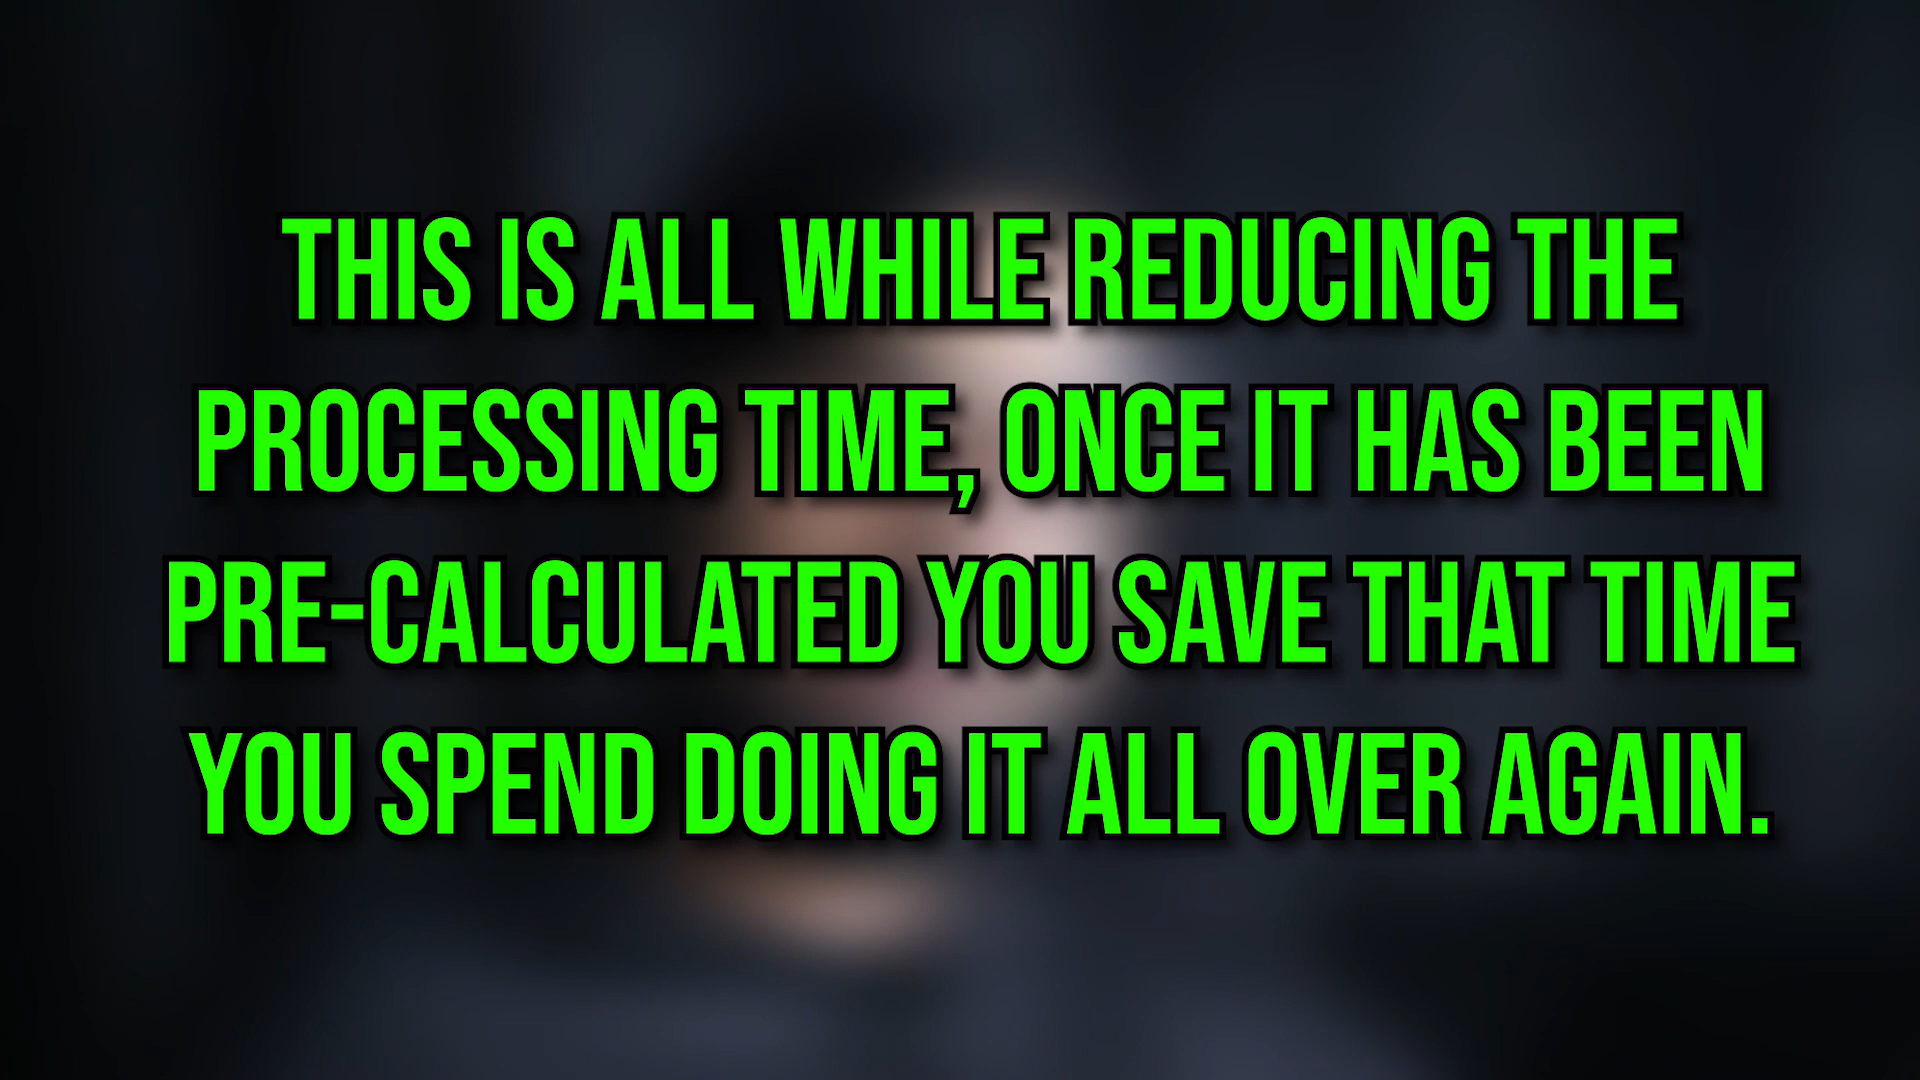 THIS IS ALL WHILE REDUCING THE
PROCESSING TIME, ONCE IT HAS BEEN
PRE-CALCULATED YOU SAVE THAT TIME
YOU SPEND DOING IT ALL OVER AGAIN.